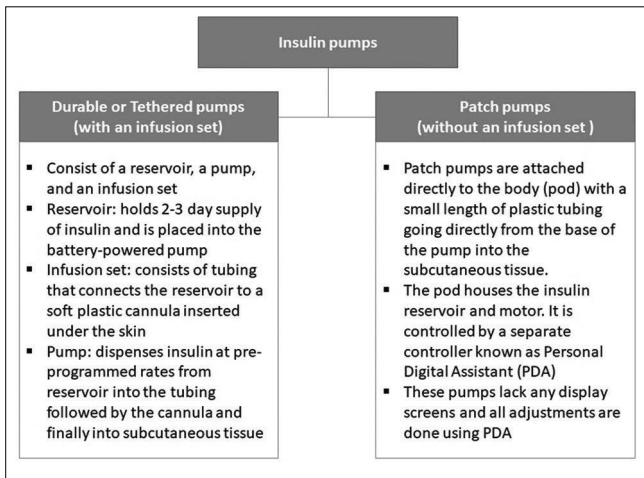 Insulin pumps
Durable or Tethered pumps
(with an infusion set)
▪ Consist of a reservoir, a pump,
and an infusion set
▪ Reservoir: holds 2-3 day supply
of insulin and is placed into the
battery-powered pump
▪ Infusion set: consists of tubing
that connects the reservoir to a
soft plastic cannula inserted
under the skin
▪ Pump: dispenses insulin at pre-
programmed rates from
reservoir into the tubing
followed by the cannula and
finally into subcutaneous tissue
Patch pumps
(without an infusion set )
▪ Patch pumps are attached
directly to the body (pod) with a
small length of plastic tubing
going directly from the base of
the pump into the
subcutaneous tissue.
▪ The pod houses the insulin
reservoir and motor. It is
controlled by a separate
controller known as Personal
Digital Assistant (PDA)
▪ These pumps lack any display
screens and all adjustments are
done using PDA